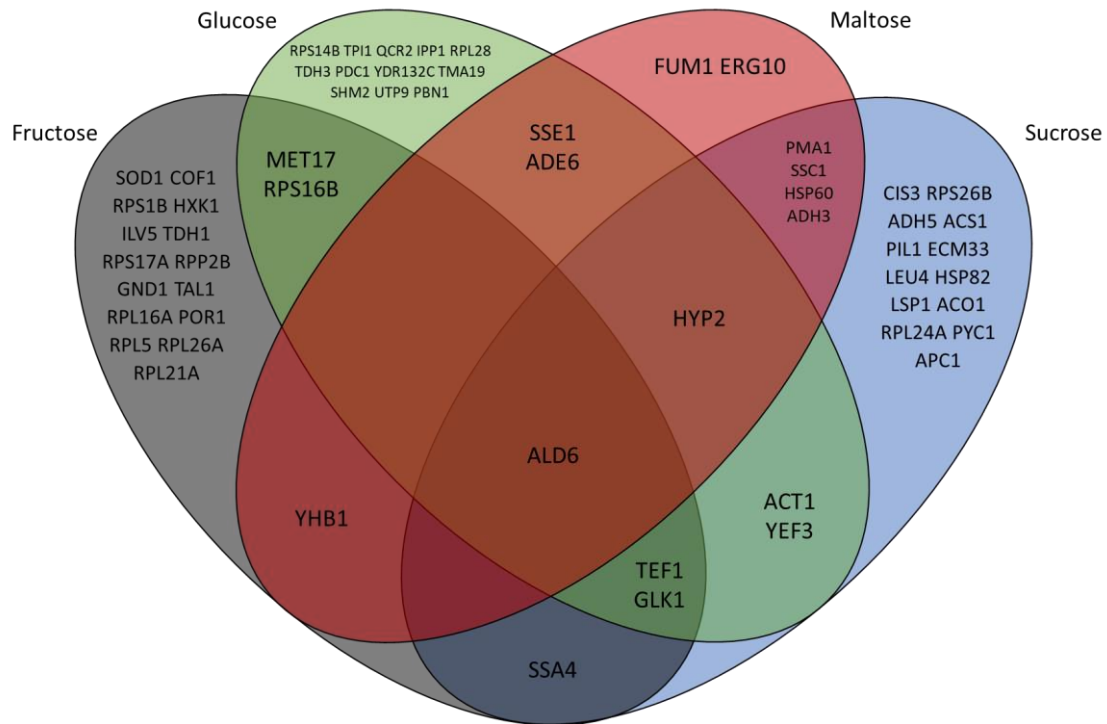 Glucose
Maltose
Fructose
Sucrose
RPS14B TPI1 QCR2 IPP1 RPL28
TDH3 PDC1 YDR132C TMA19
SHM2 UTP9 PBN1
FUM1 ERG10
SSE1
ADE6
MET17
RPS16B
PMA1
SSC1
HSP60
ADH3
SOD1 COF1
RPS1B HXK1
ILV5 TDH1
RPS17A RPP2B
GND1 TAL1
RPL16A POR1
RPL5 RPL26A
RPL21A
CIS3 RPS26B
ADH5 ACS1
PIL1 ECM33
LEU4 HSP82
LSP1 ACO1
RPL24A PYC1
APC1
HYP2
ALD6
YHB1
ACT1
YEF3
TEF1
GLK1
SSA4